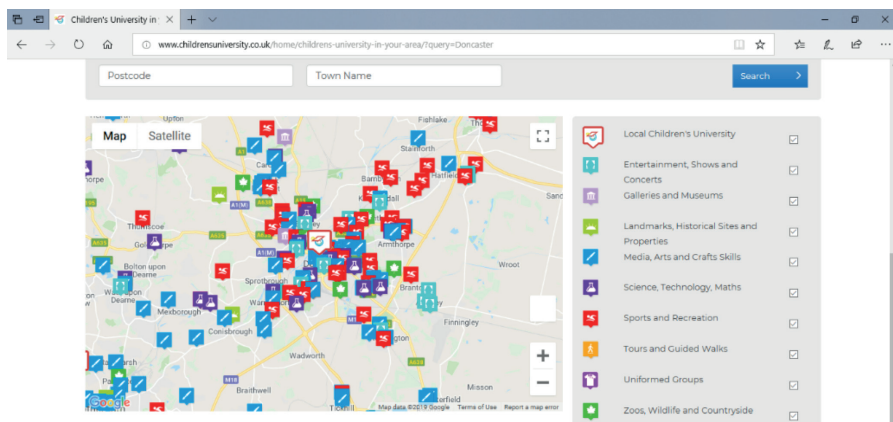 Children's University in
www.childrensuniversity.co.uk/home/childrens-university-in-your-area/?query=Doncaster
Postcode
Town Name
Search
Map
Satellite
Upton
Fishlake
Stainforth
Hatfield
Armthorpe
Wroot
Bolton upon
Dearne
Sprotbrough
Mexborough
Conisbrough
Finningley
Wadworth
Braithwell
Misson
A1(M)
A1(M)
M18
Google
Map data ©2019 Google
Terms of Use
Report a map error
Local Children's University
Entertainment, Shows and
Concerts
Galleries and Museums
Landmarks, Historical Sites and
Properties
Media, Arts and Crafts Skills
Science, Technology, Maths
Sports and Recreation
Tours and Guided Walks
Uniformed Groups
Zoos, Wildlife and Countryside